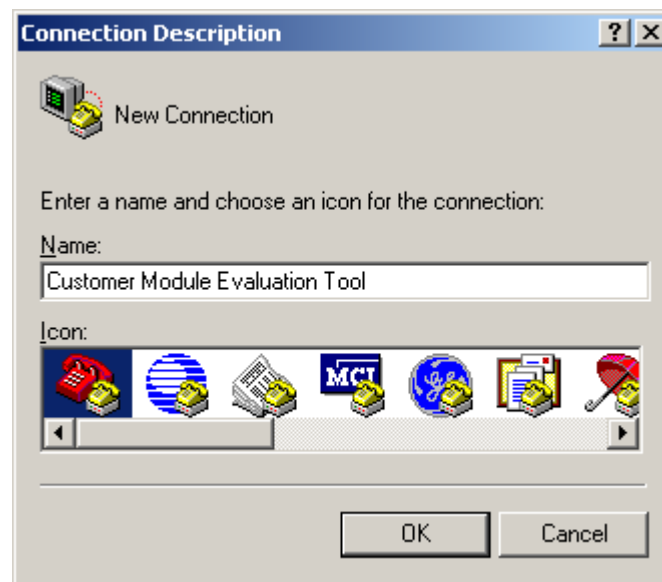 Connection Description
New Connection
Enter a name and choose an icon for the connection:
Name:
Customer Module Evaluation Tool
Icon:
MCI
OK
Cancel